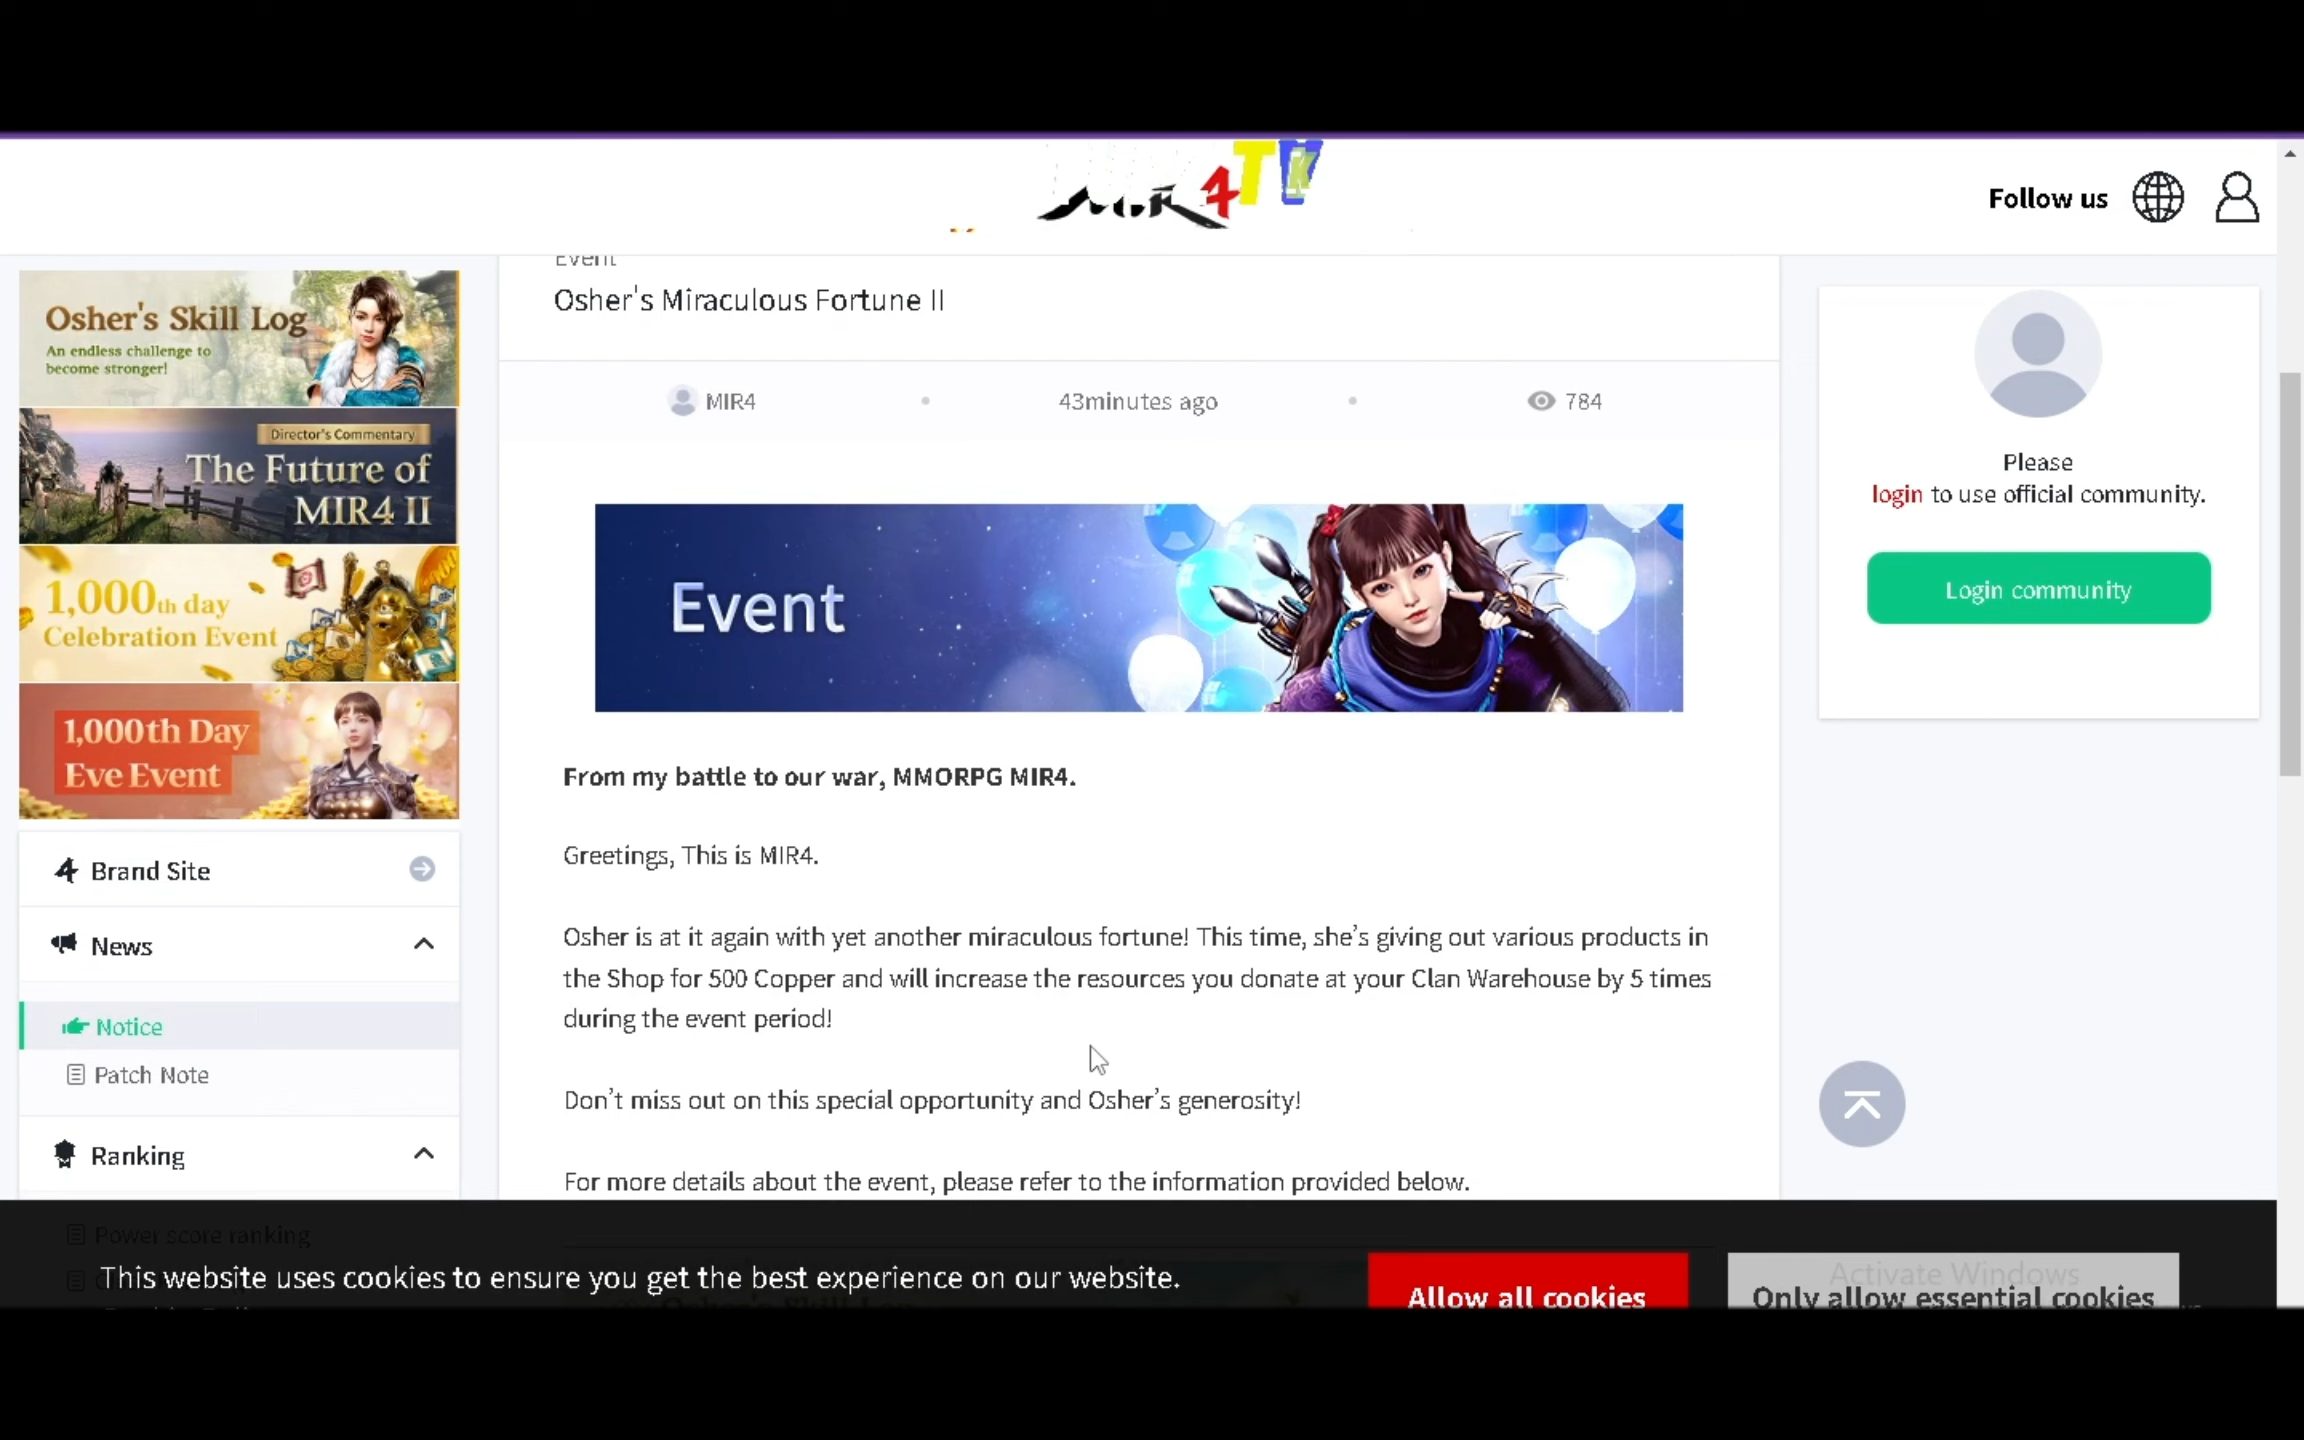 MIR4TV
Follow us
Event
Osher's Miraculous Fortune II
MIR4
43minutes ago
784
Osher's Skill Log
An endless challenge to
become stronger!
Director's Commentary
The Future of
MIR4 II
1,000th day
Celebration Event
1,000th Day
Eve Event
Brand Site
News
Notice
Patch Note
Ranking
Power score ranking
Event
From my battle to our war, MMORPG MIR4.
Greetings, This is MIR4.
Osher is at it again with yet another miraculous fortune! This time, she's giving out various products in
the Shop for 500 Copper and will increase the resources you donate at your Clan Warehouse by 5 times
during the event period!
Don't miss out on this special opportunity and Osher's generosity!
For more details about the event, please refer to the information provided below.
Please
login to use official community.
Login community
This website uses cookies to ensure you get the best experience on our website.
Allow all cookies
Activate Windows
Only allow essential cookies